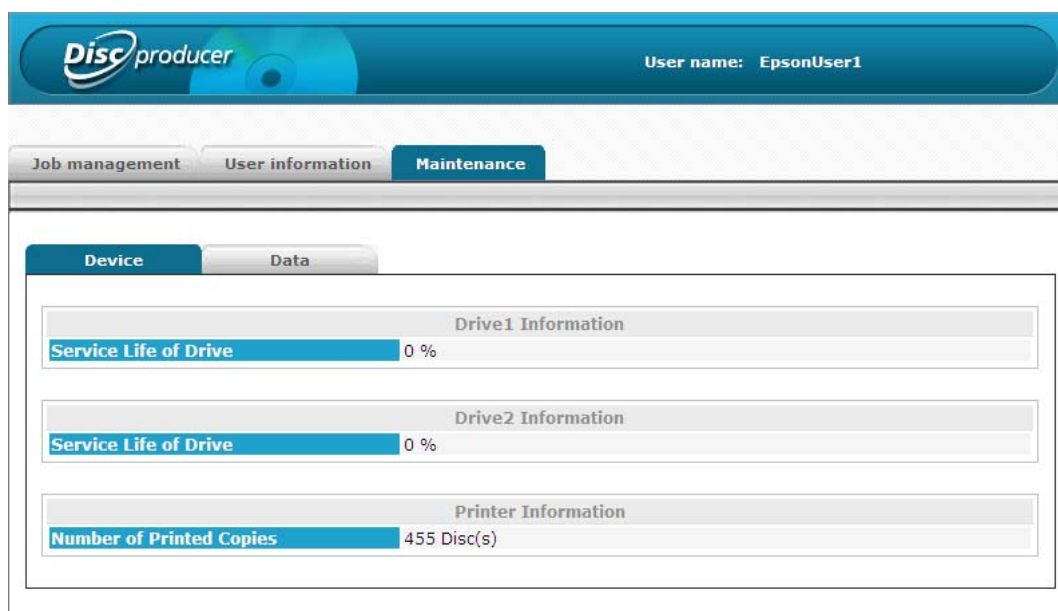 Disc producer
User name: EpsonUser1
Job management User information Maintenance
Device Data
Drive1 Information
Service Life of Drive 0 %
Drive2 Information
Service Life of Drive 0 %
Printer Information
Number of Printed Copies 455 Disc(s)